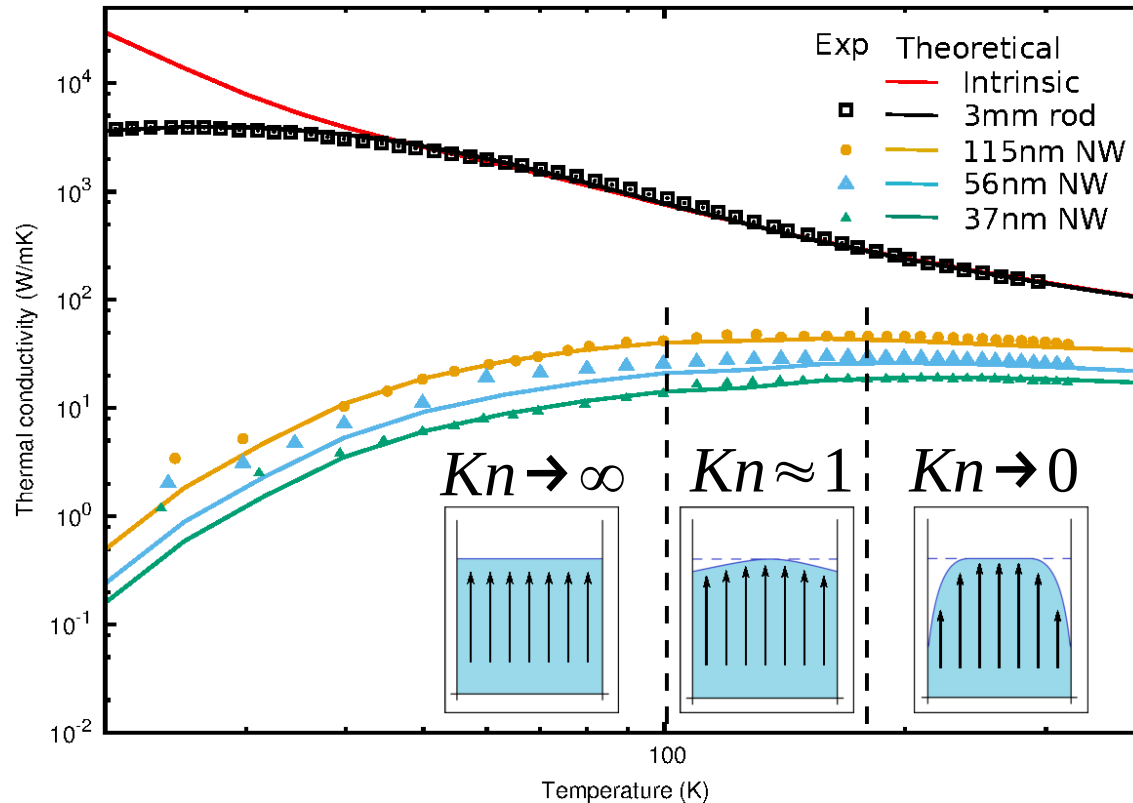 Exp Theoretical
Intrinsic
3mm rod
115nm NW
56nm NW
37nm NW
10^4
10^3
10^2
10^1
10^0
10^-1
10^-2
Thermal conductivity (W/mK)
Kn → ∞
Kn ≈ 1
Kn → 0
100
Temperature (K)